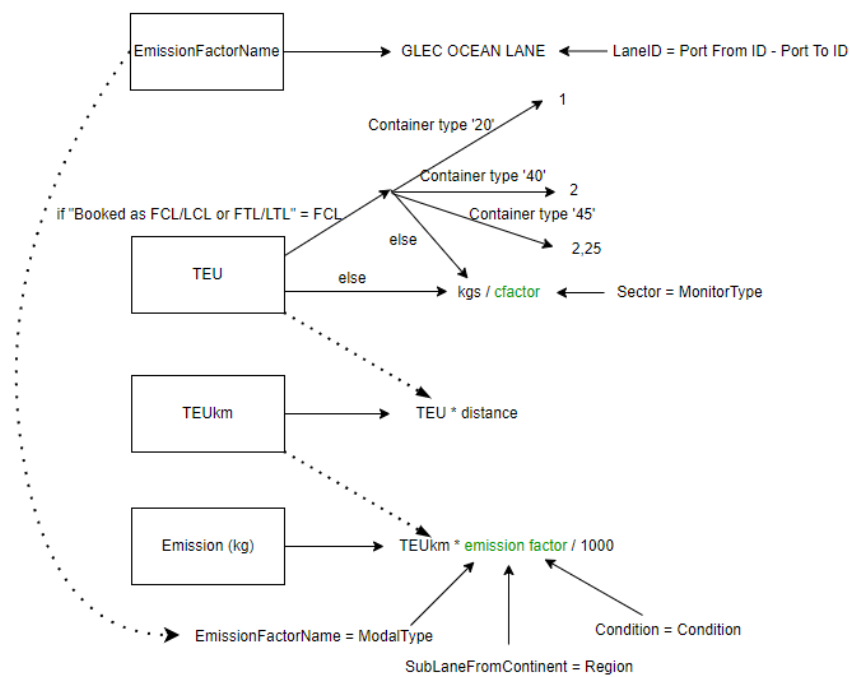 EmissionFactorName
GLEC OCEAN LANE
LaneID = Port From ID - Port To ID
1
Container type '20'
Container type '40'
2
Container type '45'
if "Booked as FCL/LCL or FTL/LTL" = FCL
else
2,25
TEU
else
kgs / cfactor
Sector = MonitorType
TEUkm
TEU * distance
Emission (kg)
TEUkm * emission factor / 1000
EmissionFactorName = ModalType
Condition = Condition
SubLaneFromContinent = Region